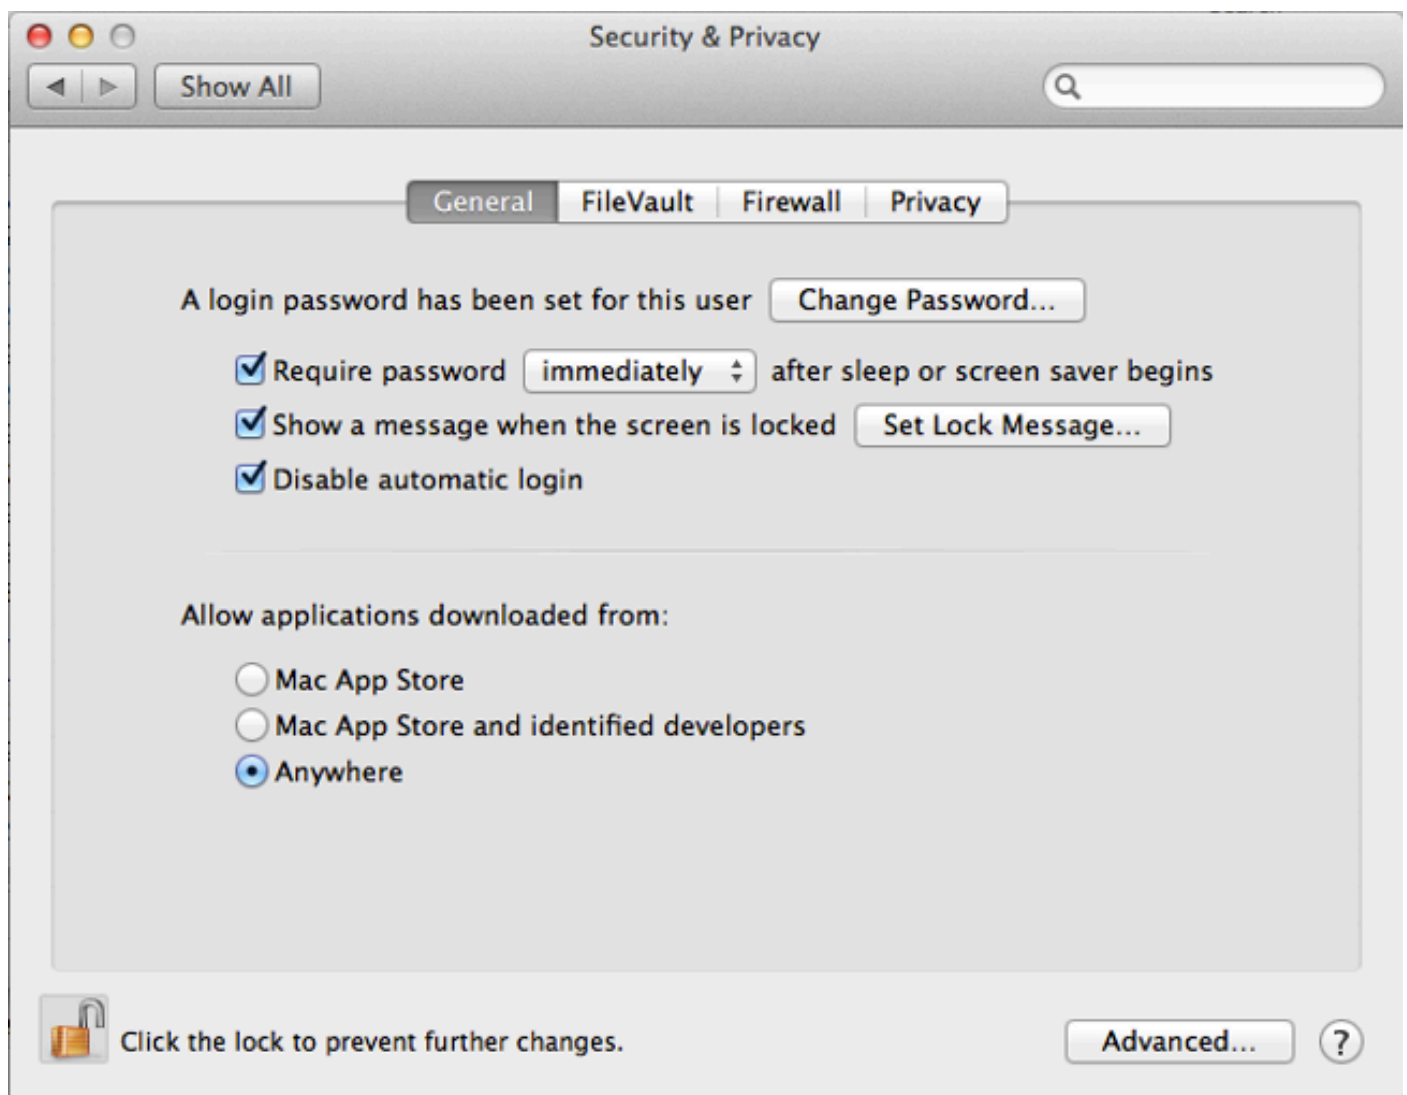 Security & Privacy
Show All
General FileVault Firewall Privacy
A login password has been set for this user Change Password...
Require password immediately after sleep or screen saver begins
Show a message when the screen is locked Set Lock Message...
Disable automatic login
Allow applications downloaded from:
Mac App Store
Mac App Store and identified developers
Anywhere
Click the lock to prevent further changes. Advanced... ?